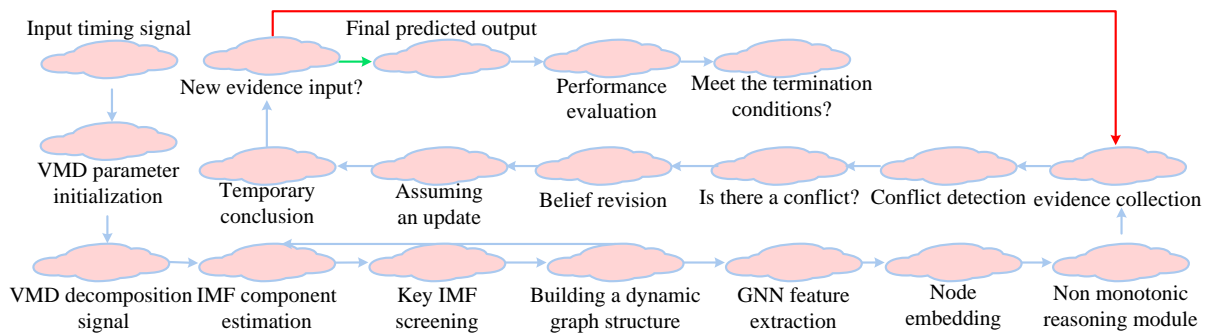 Input timing signal
Final predicted output
New evidence input?
Performance
evaluation
Meet the termination
conditions?
VMD parameter
initialization
Temporary
conclusion
Assuming
an update
Belief revision
Is there a conflict?
Conflict detection
evidence collection
VMD decomposition
signal
IMF component
estimation
Key IMF
screening
Building a dynamic
graph structure
GNN feature
extraction
Node
embedding
Non monotonic
reasoning module